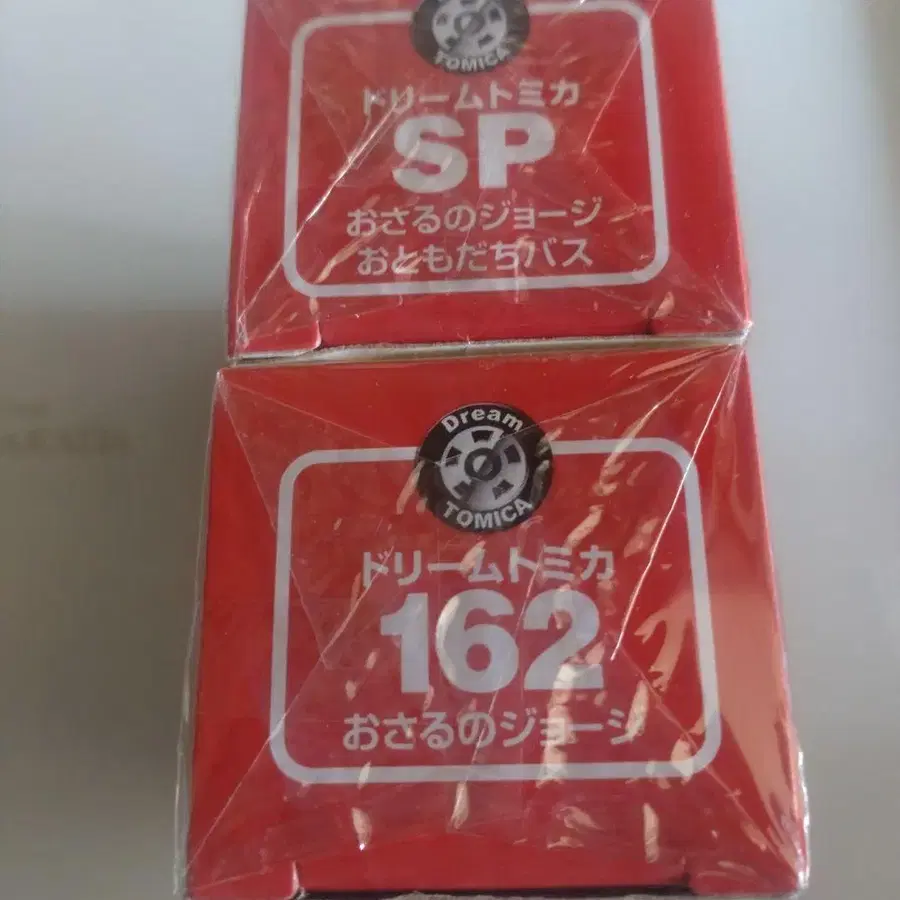 TOMICA
ドリームトミカ
SP
おさるのジョージ
おともだちバス
Dream
TOMICA
ドリームトミカ
162
おさるのジョージ